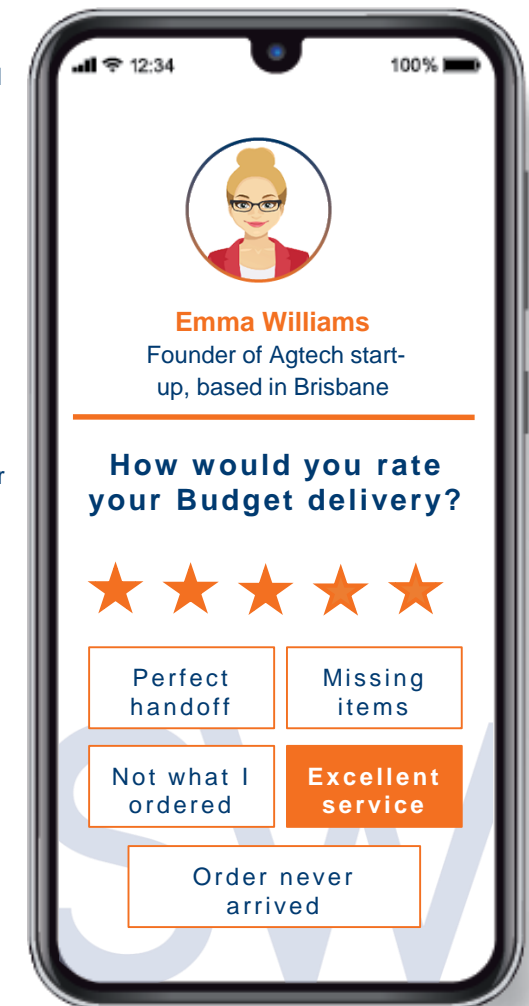 12:34
100%
Emma Williams
Founder of Agtech start-
up, based in Brisbane
How would you rate
your Budget delivery?
Perfect
handoff
Missing
items
Not what I
ordered
Excellent
service
Order never
arrived
SW